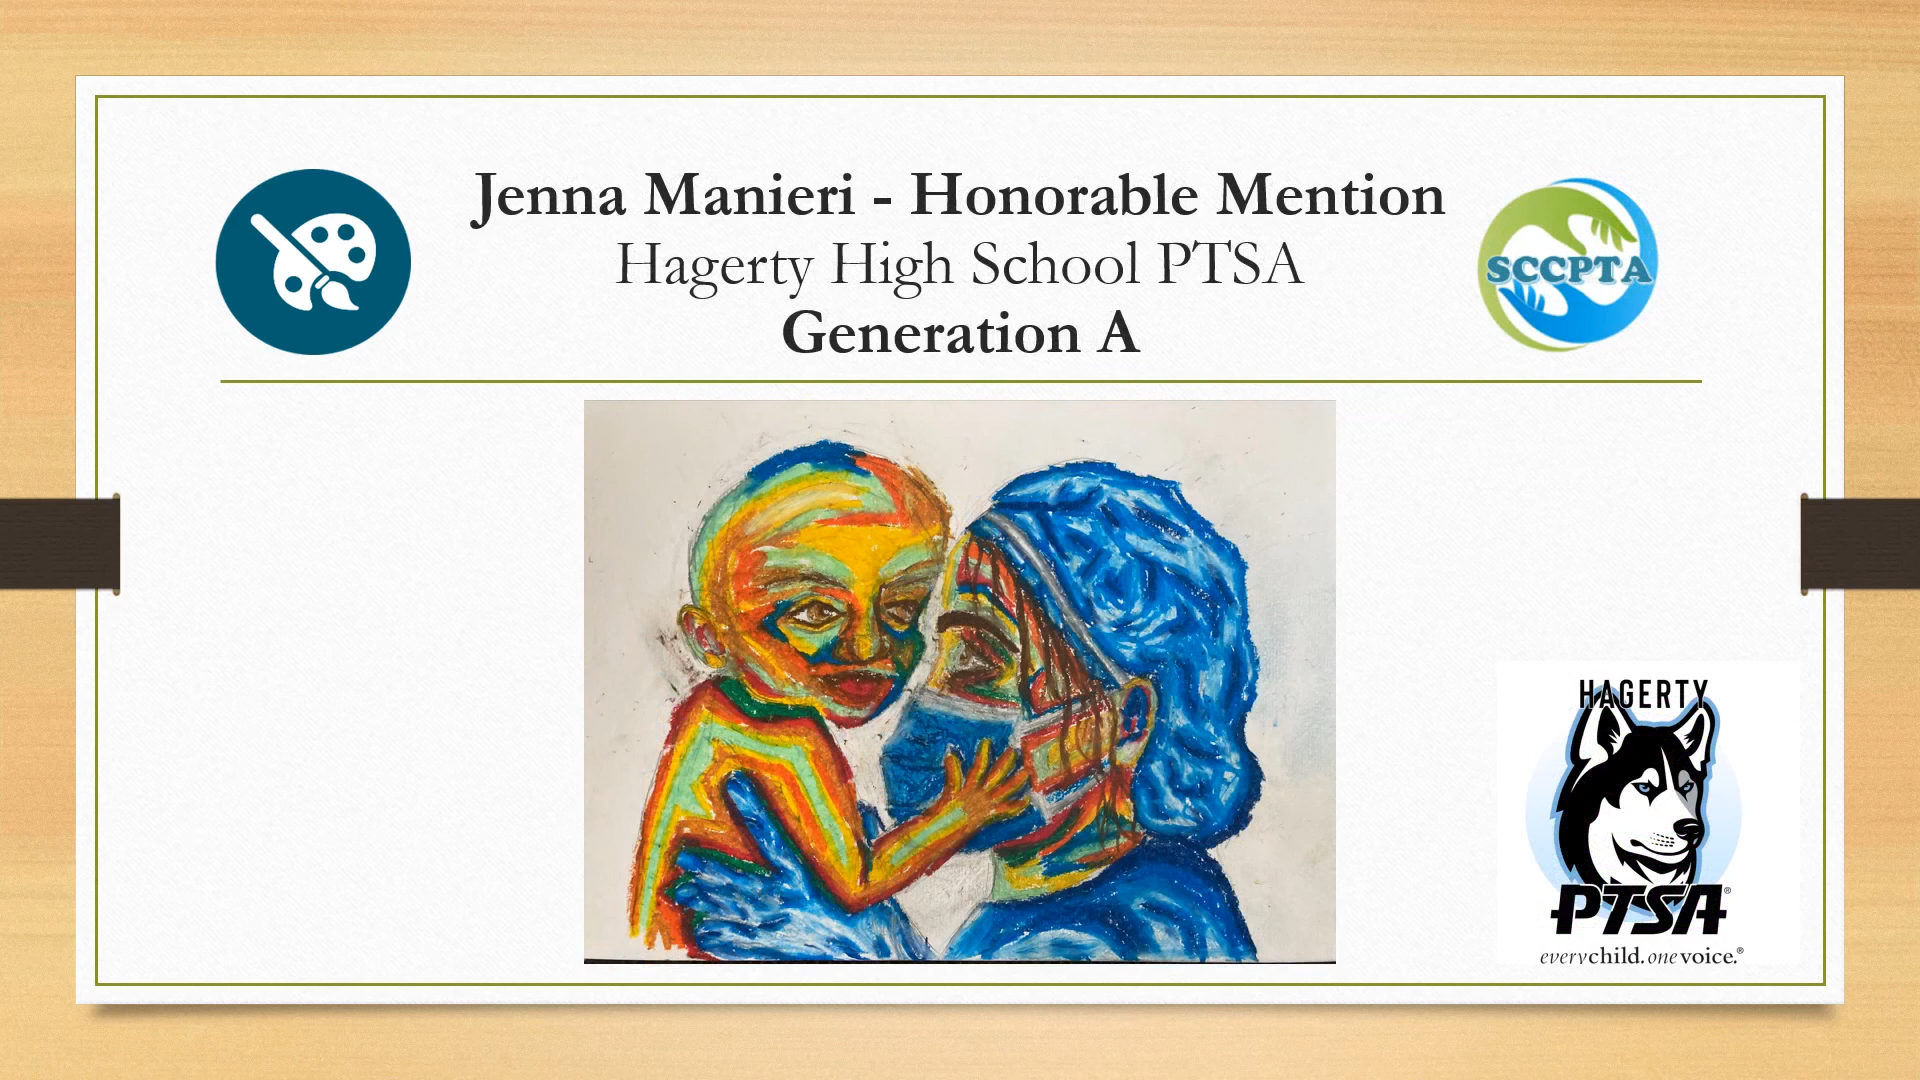 Jenna Manieri - Honorable Mention
Hagerty High School PTSA
Generation A
SCCPTA
HAGERTY
PTSA®
everychild.onevoice.®